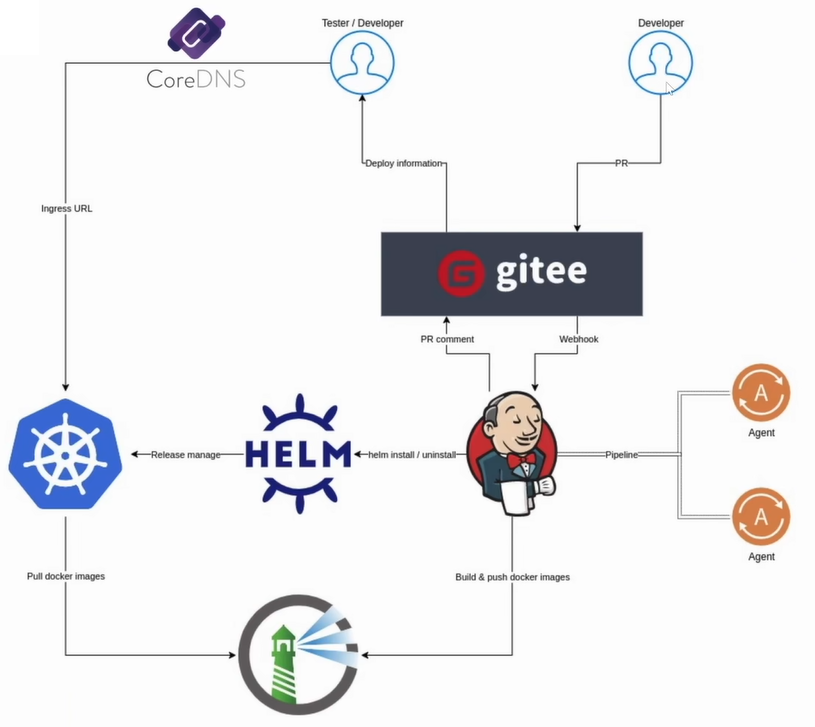 Tester / Developer
Developer
CoreDNS
Deploy information
PR
Ingress URL
gitee
PR comment
Webhook
A
Agent
HELM
Release manage
helm install / uninstall
Pipeline
A
Agent
Pull docker images
Build & push docker images